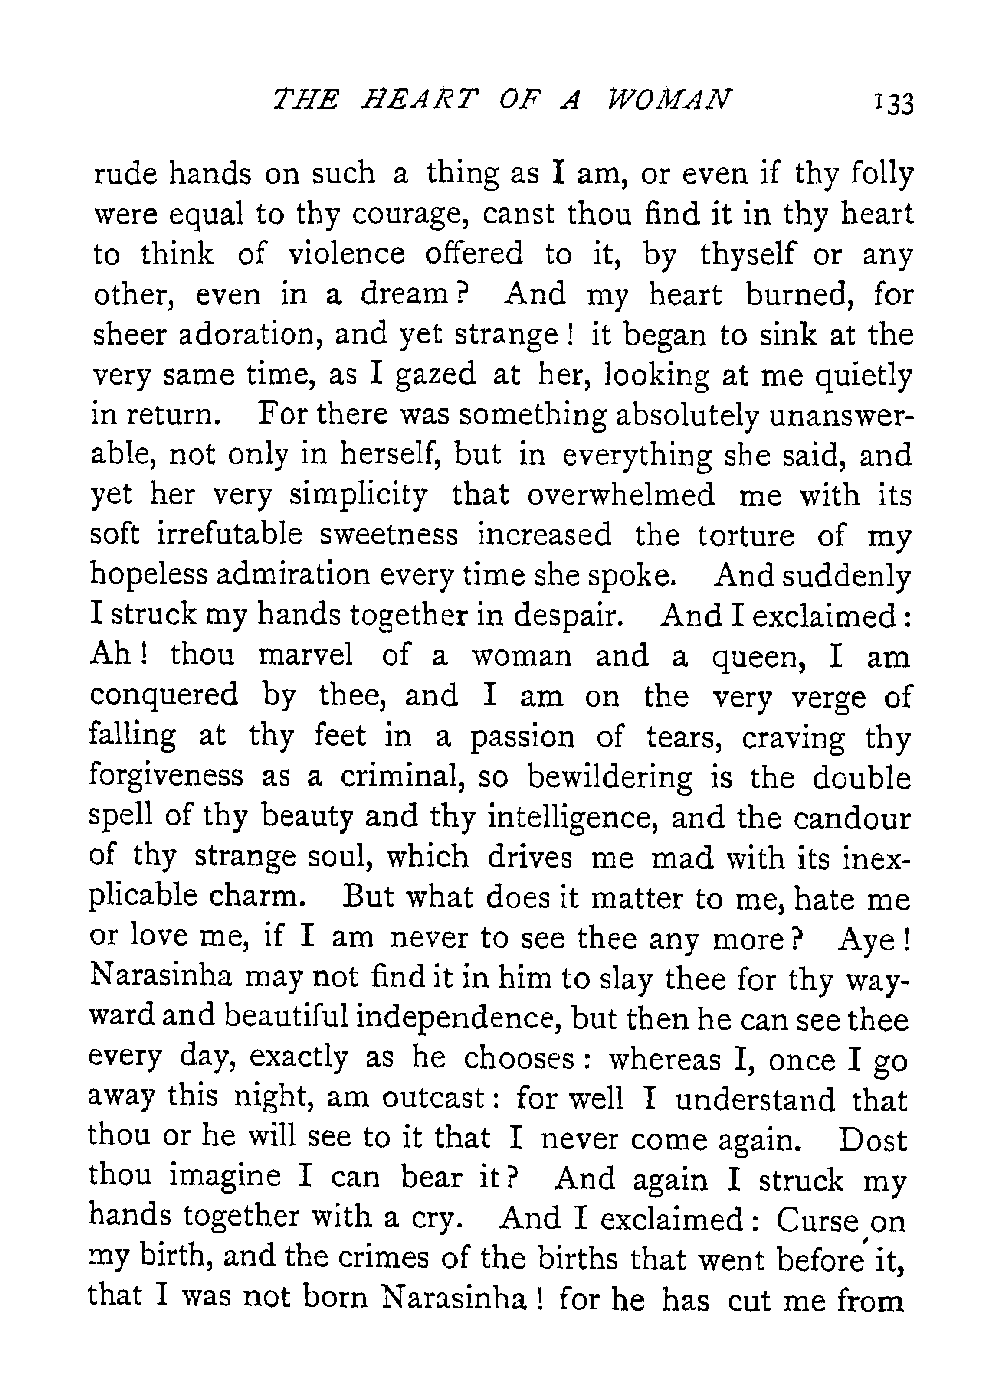 THE HEART OF A WOMAN 133
rude hands on such a thing as I am, or even if thy folly
were equal to thy courage, canst thou find it in thy heart
to think of violence offered to it, by thyself or any
other, even in a dream? And my heart burned, for
sheer adoration, and yet strange! it began to sink at the
very same time, as I gazed at her, looking at me quietly
in return. For there was something absolutely unanswer-
able, not only in herself, but in everything she said, and
yet her very simplicity that overwhelmed me with its
soft irrefutable sweetness increased the torture of my
hopeless admiration every time she spoke. And suddenly
I struck my hands together in despair. And I exclaimed:
Ah! thou marvel of a woman and a queen, I am
conquered by thee, and I am on the very verge of
falling at thy feet in a passion of tears, craving thy
forgiveness as a criminal, so bewildering is the double
spell of thy beauty and thy intelligence, and the candour
of thy strange soul, which drives me mad with its inex-
plicable charm. But what does it matter to me, hate me
or love me, if I am never to see thee any more? Aye!
Narasinha may not find it in him to slay thee for thy way-
ward and beautiful independence, but then he can see thee
every day, exactly as he chooses: whereas I, once I go
away this night, am outcast: for well I understand that
thou or he will see to it that I never come again. Dost
thou imagine I can bear it? And again I struck my
hands together with a cry. And I exclaimed: Curse on
my birth, and the crimes of the births that went before it,
that I was not born Narasinha! for he has cut me from